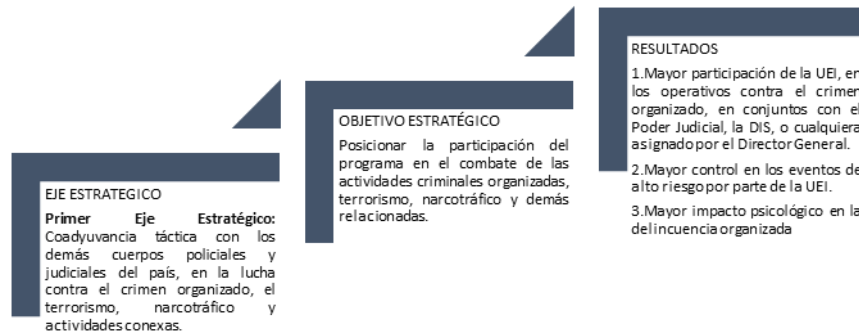 EJE ESTRATEGICO
Primer Eje Estratégico:
Coadyuvancia táctica con los
demás cuerpos policiales y
judiciales del país, en la lucha
contra el crimen organizado, el
terrorismo, narcotráfico y
actividades conexas.
OBJETIVO ESTRATÉGICO
Posicionar la participación del
programa en el combate de las
actividades criminales organizadas,
terrorismo, narcotráfico y demás
relacionadas.
RESULTADOS
1.Mayor participación de la UEI, en
los operativos contra el crimen
organizado, en conjuntos con el
Poder Judicial, la DIS, o cualquiera
asignado por el Director General.
2.Mayor control en los eventos de
alto riesgo por parte de la UEI.
3.Mayor impacto psicológico en la
delincuencia organizada